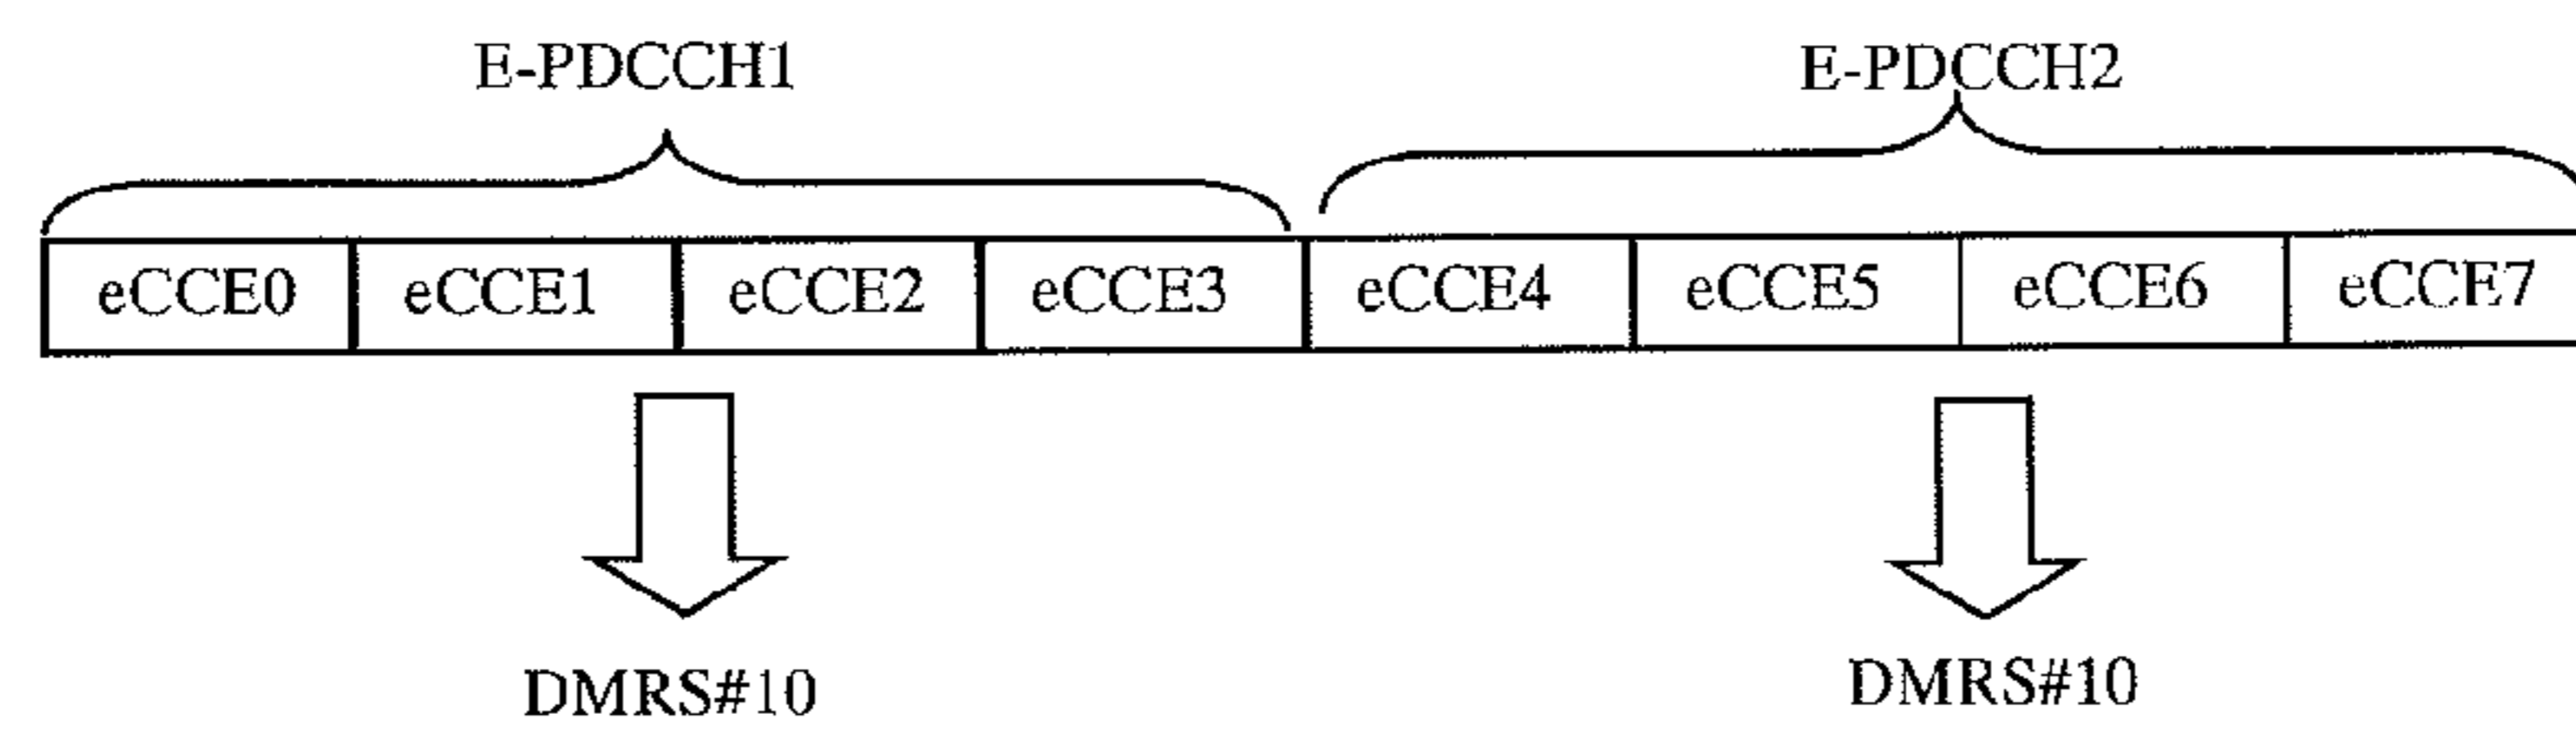 E-PDCCH1 E-PDCCH2
eCCE0 eCCE1 eCCE2 eCCE3 eCCE4 eCCE5 eCCE6 eCCE7
DMRS#10 DMRS#10